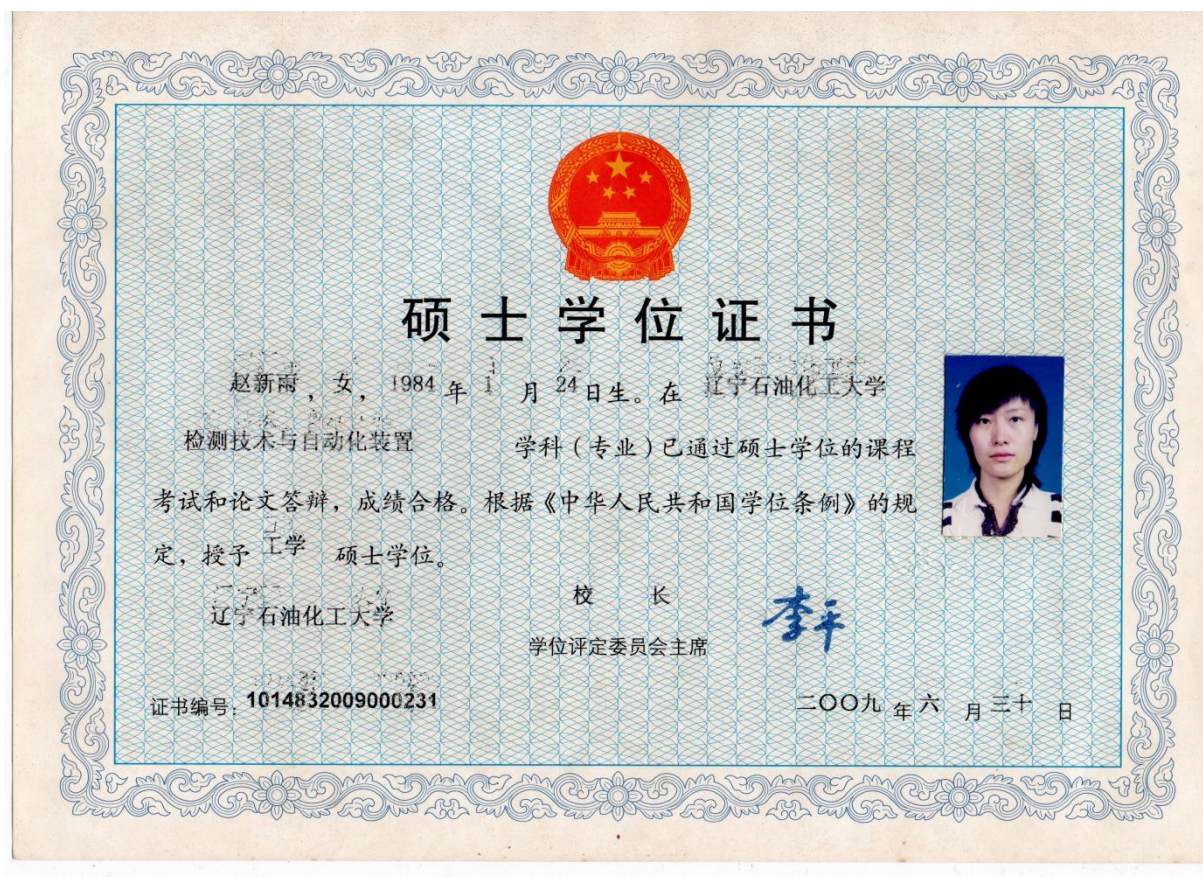 硕士学位证书
赵新雨，女，1984年1月24日生。在辽宁石油化工大学
检测技术与自动化装置 学科（专业）已通过硕士学位的课程
考试和论文答辩，成绩合格。根据《中华人民共和国学位条例》的规
定，授予 工学 硕士学位。
辽宁石油化工大学
校 长
李平
学位评定委员会主席
证书编号：1014832009000231
二〇〇九年六月三十日